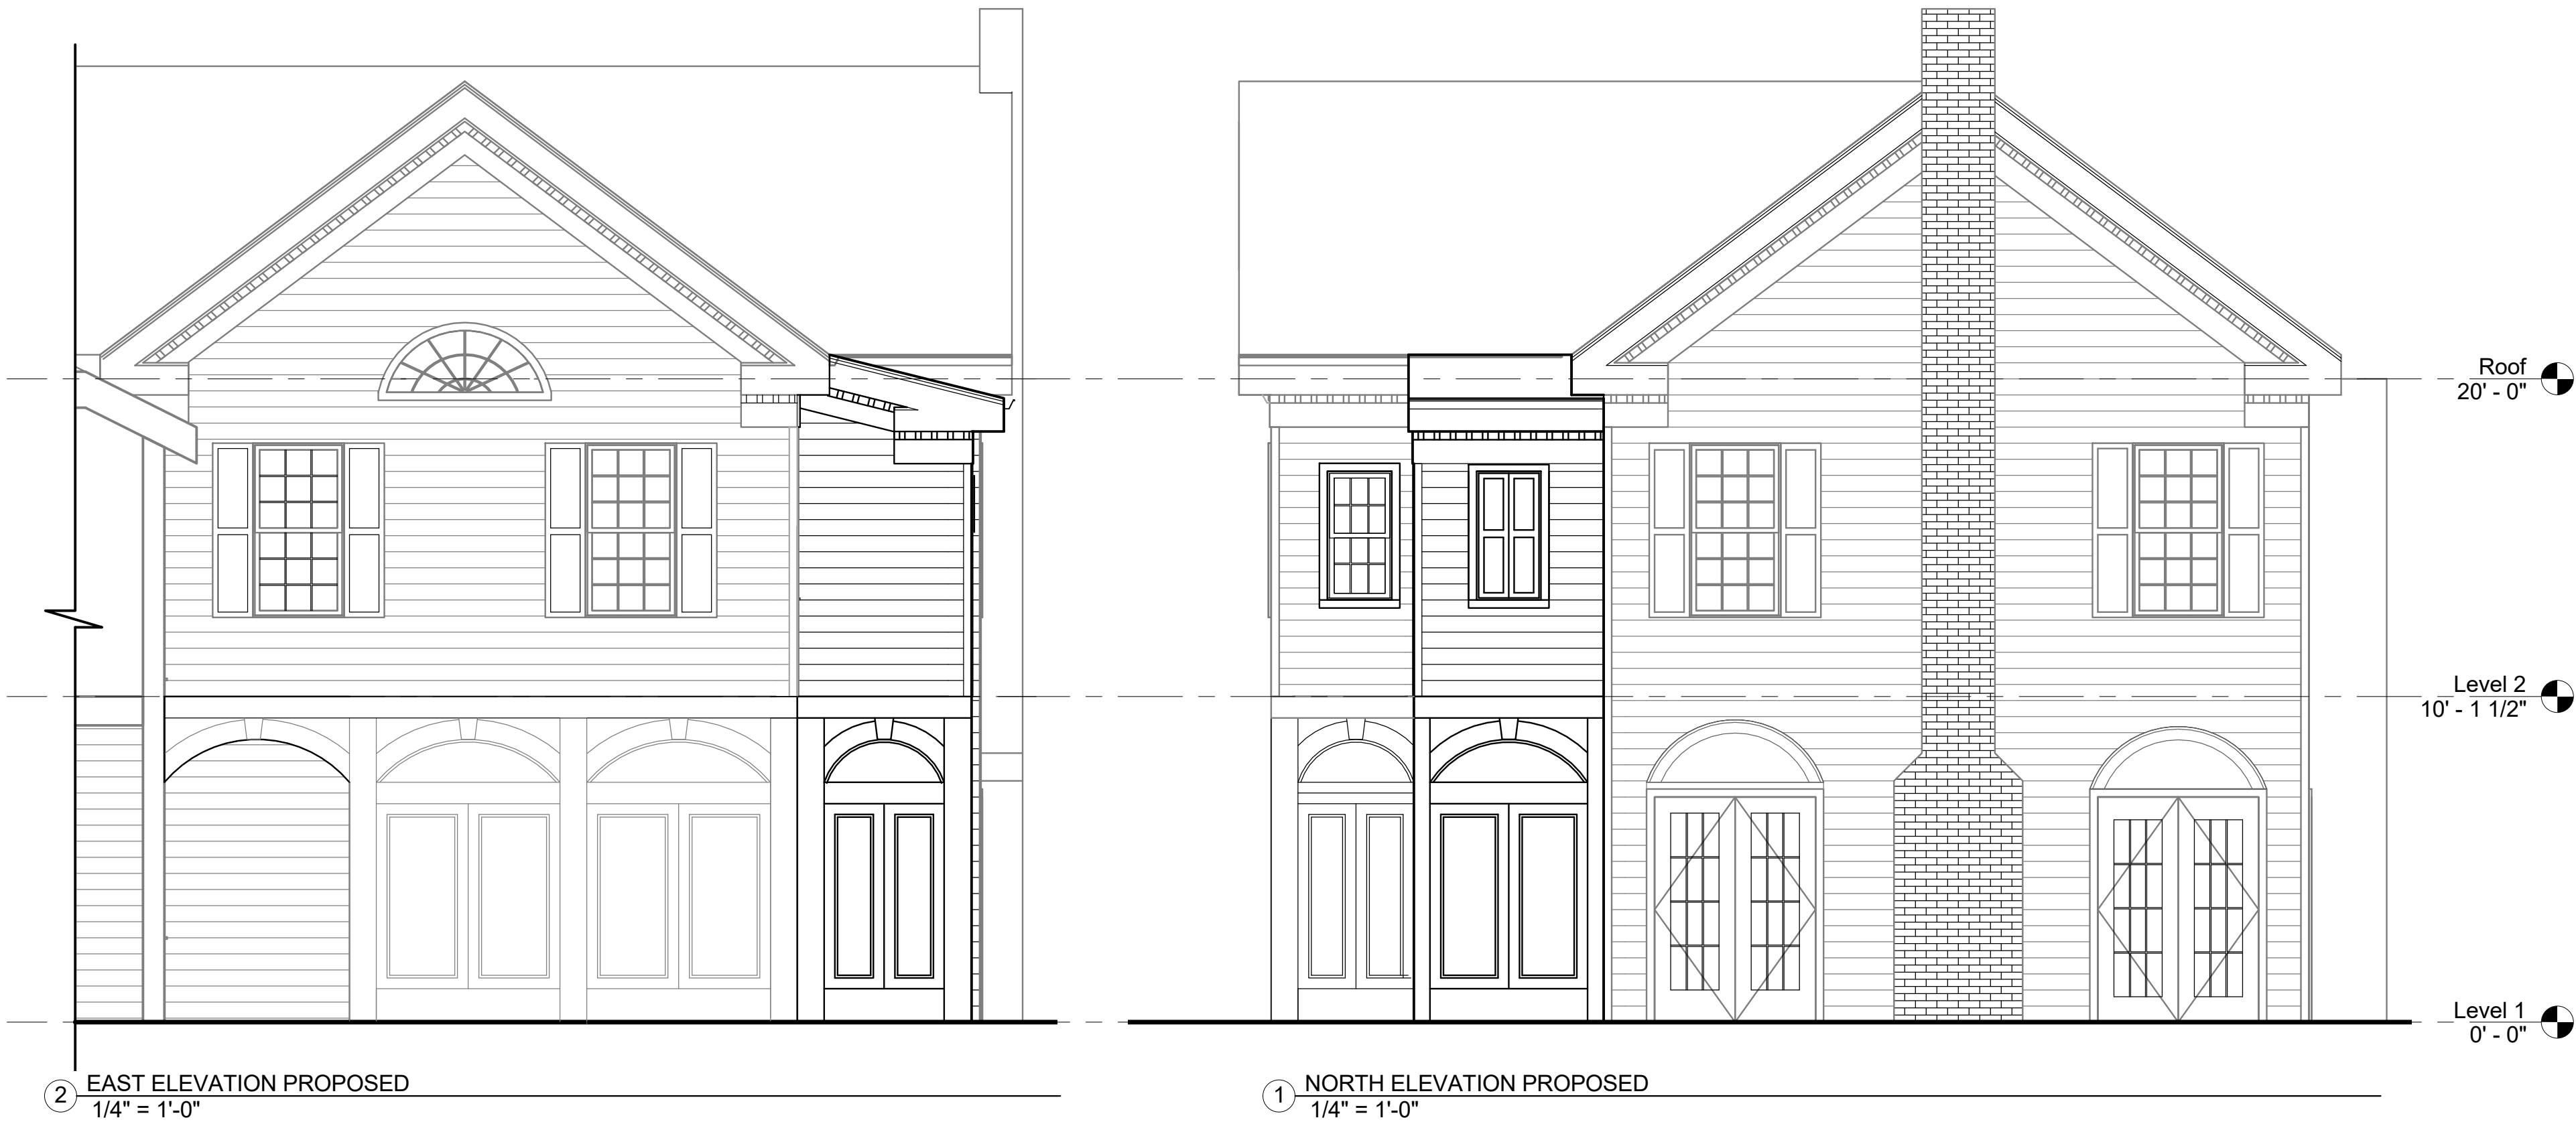 Roof
20' - 0"
Level 2
10' - 1 1/2"
Level 1
0' - 0"
2 EAST ELEVATION PROPOSED
1/4" = 1'-0"
1 NORTH ELEVATION PROPOSED
1/4" = 1'-0"